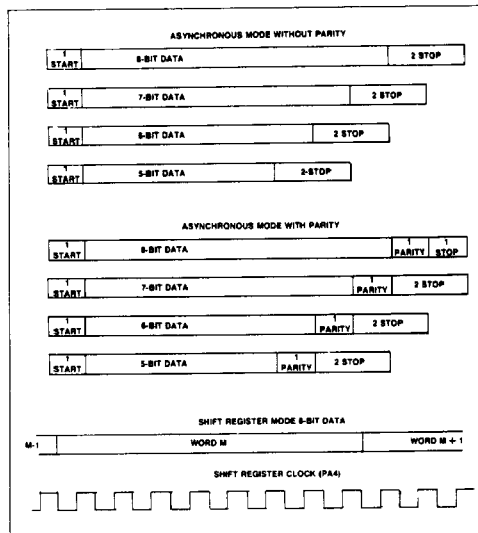 ASYNCHRONOUS MODE WITHOUT PARITY
1 START 8-BIT DATA 2 STOP
1 START 7-BIT DATA 2 STOP
1 START 6-BIT DATA 2 STOP
1 START 5-BIT DATA 2-STOP
ASYNCHRONOUS MODE WITH PARITY
1 START 8-BIT DATA 1 PARITY 1 STOP
1 START 7-BIT DATA 1 PARITY 2 STOP
1 START 6-BIT DATA 1 PARITY 2 STOP
1 START 5-BIT DATA 1 PARITY 2 STOP
SHIFT REGISTER MODE 8-BIT DATA
M-1 WORD M WORD M + 1
SHIFT REGISTER CLOCK (PA4)